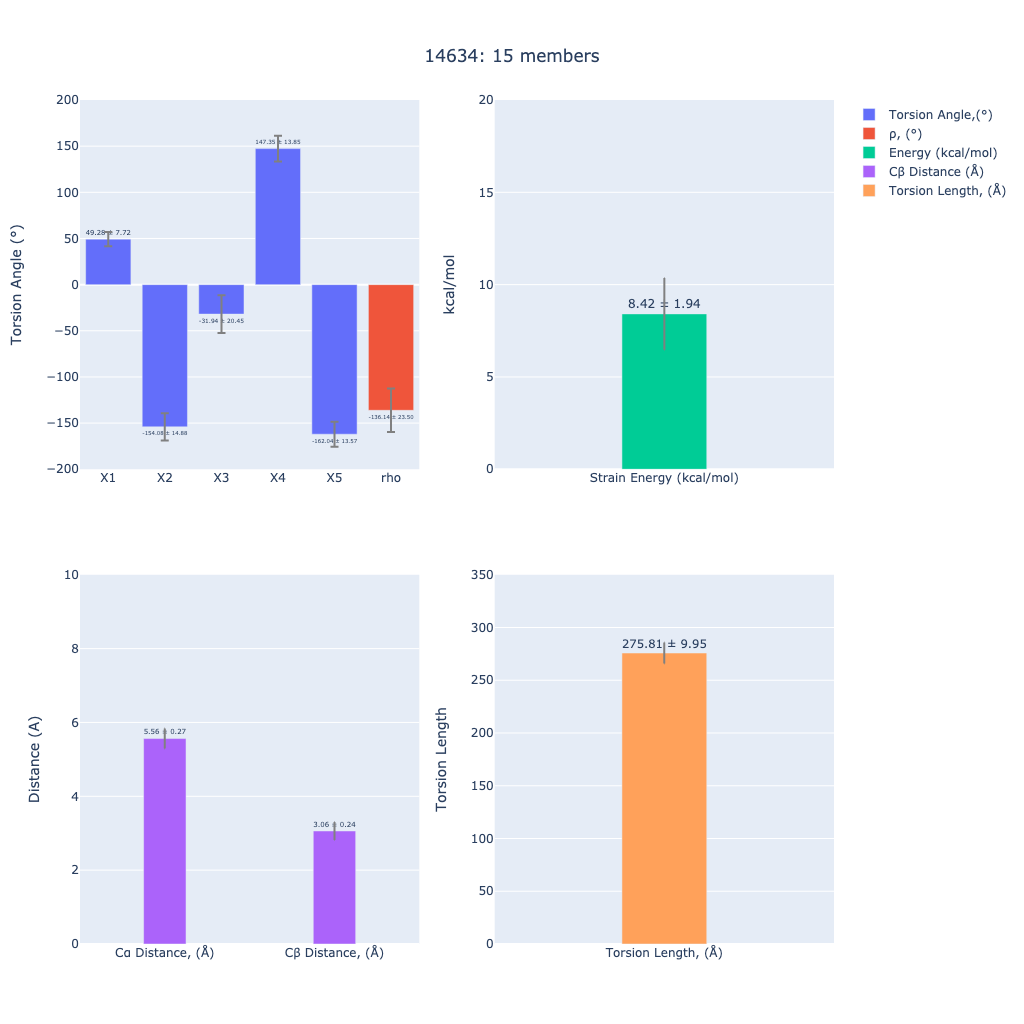 14634: 15 members
Torsion Angle (°)
200
150
100
50
0
−50
−100
−150
−200
49.28 ± 7.72
-154.08 ± 14.88
-31.94 ± 20.45
147.35 ± 13.85
-162.04 ± 13.57
-136.14 ± 23.50
X1 X2 X3 X4 X5 rho
kcal/mol
20
15
10
5
0
8.42 ± 1.94
Strain Energy (kcal/mol)
Torsion Angle,(°)
ρ, (°)
Energy (kcal/mol)
Cβ Distance (Å)
Torsion Length, (Å)
Distance (A)
10
8
6
4
2
0
5.56 ± 0.27
3.06 ± 0.24
Cα Distance, (Å) Cβ Distance, (Å)
Torsion Length
350
300
250
200
150
100
50
0
275.81 ± 9.95
Torsion Length, (Å)